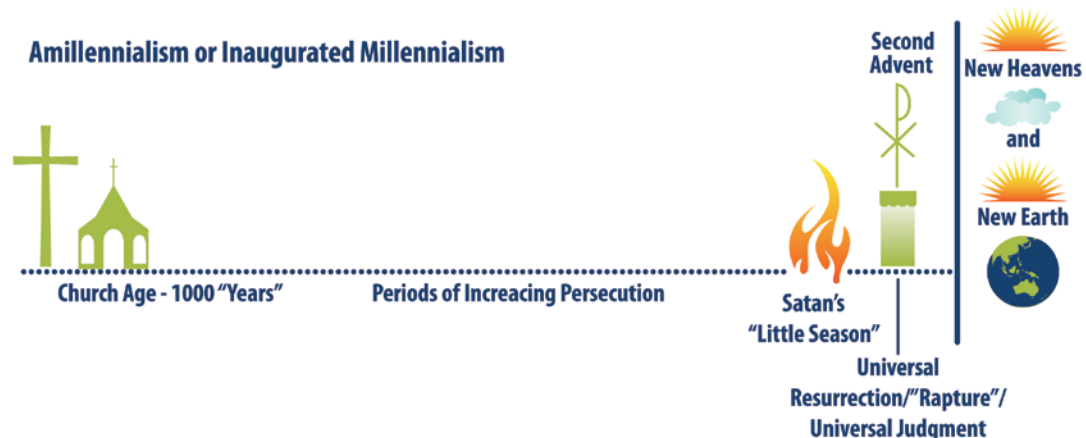 Amillennialism or Inaugurated Millennialism
Second
Advent
New Heavens
and
New Earth
Church Age - 1000 “Years”
Periods of Increacing Persecution
Satan’s
“Little Season”
Universal
Resurrection/”Rapture”/
Universal Judgment